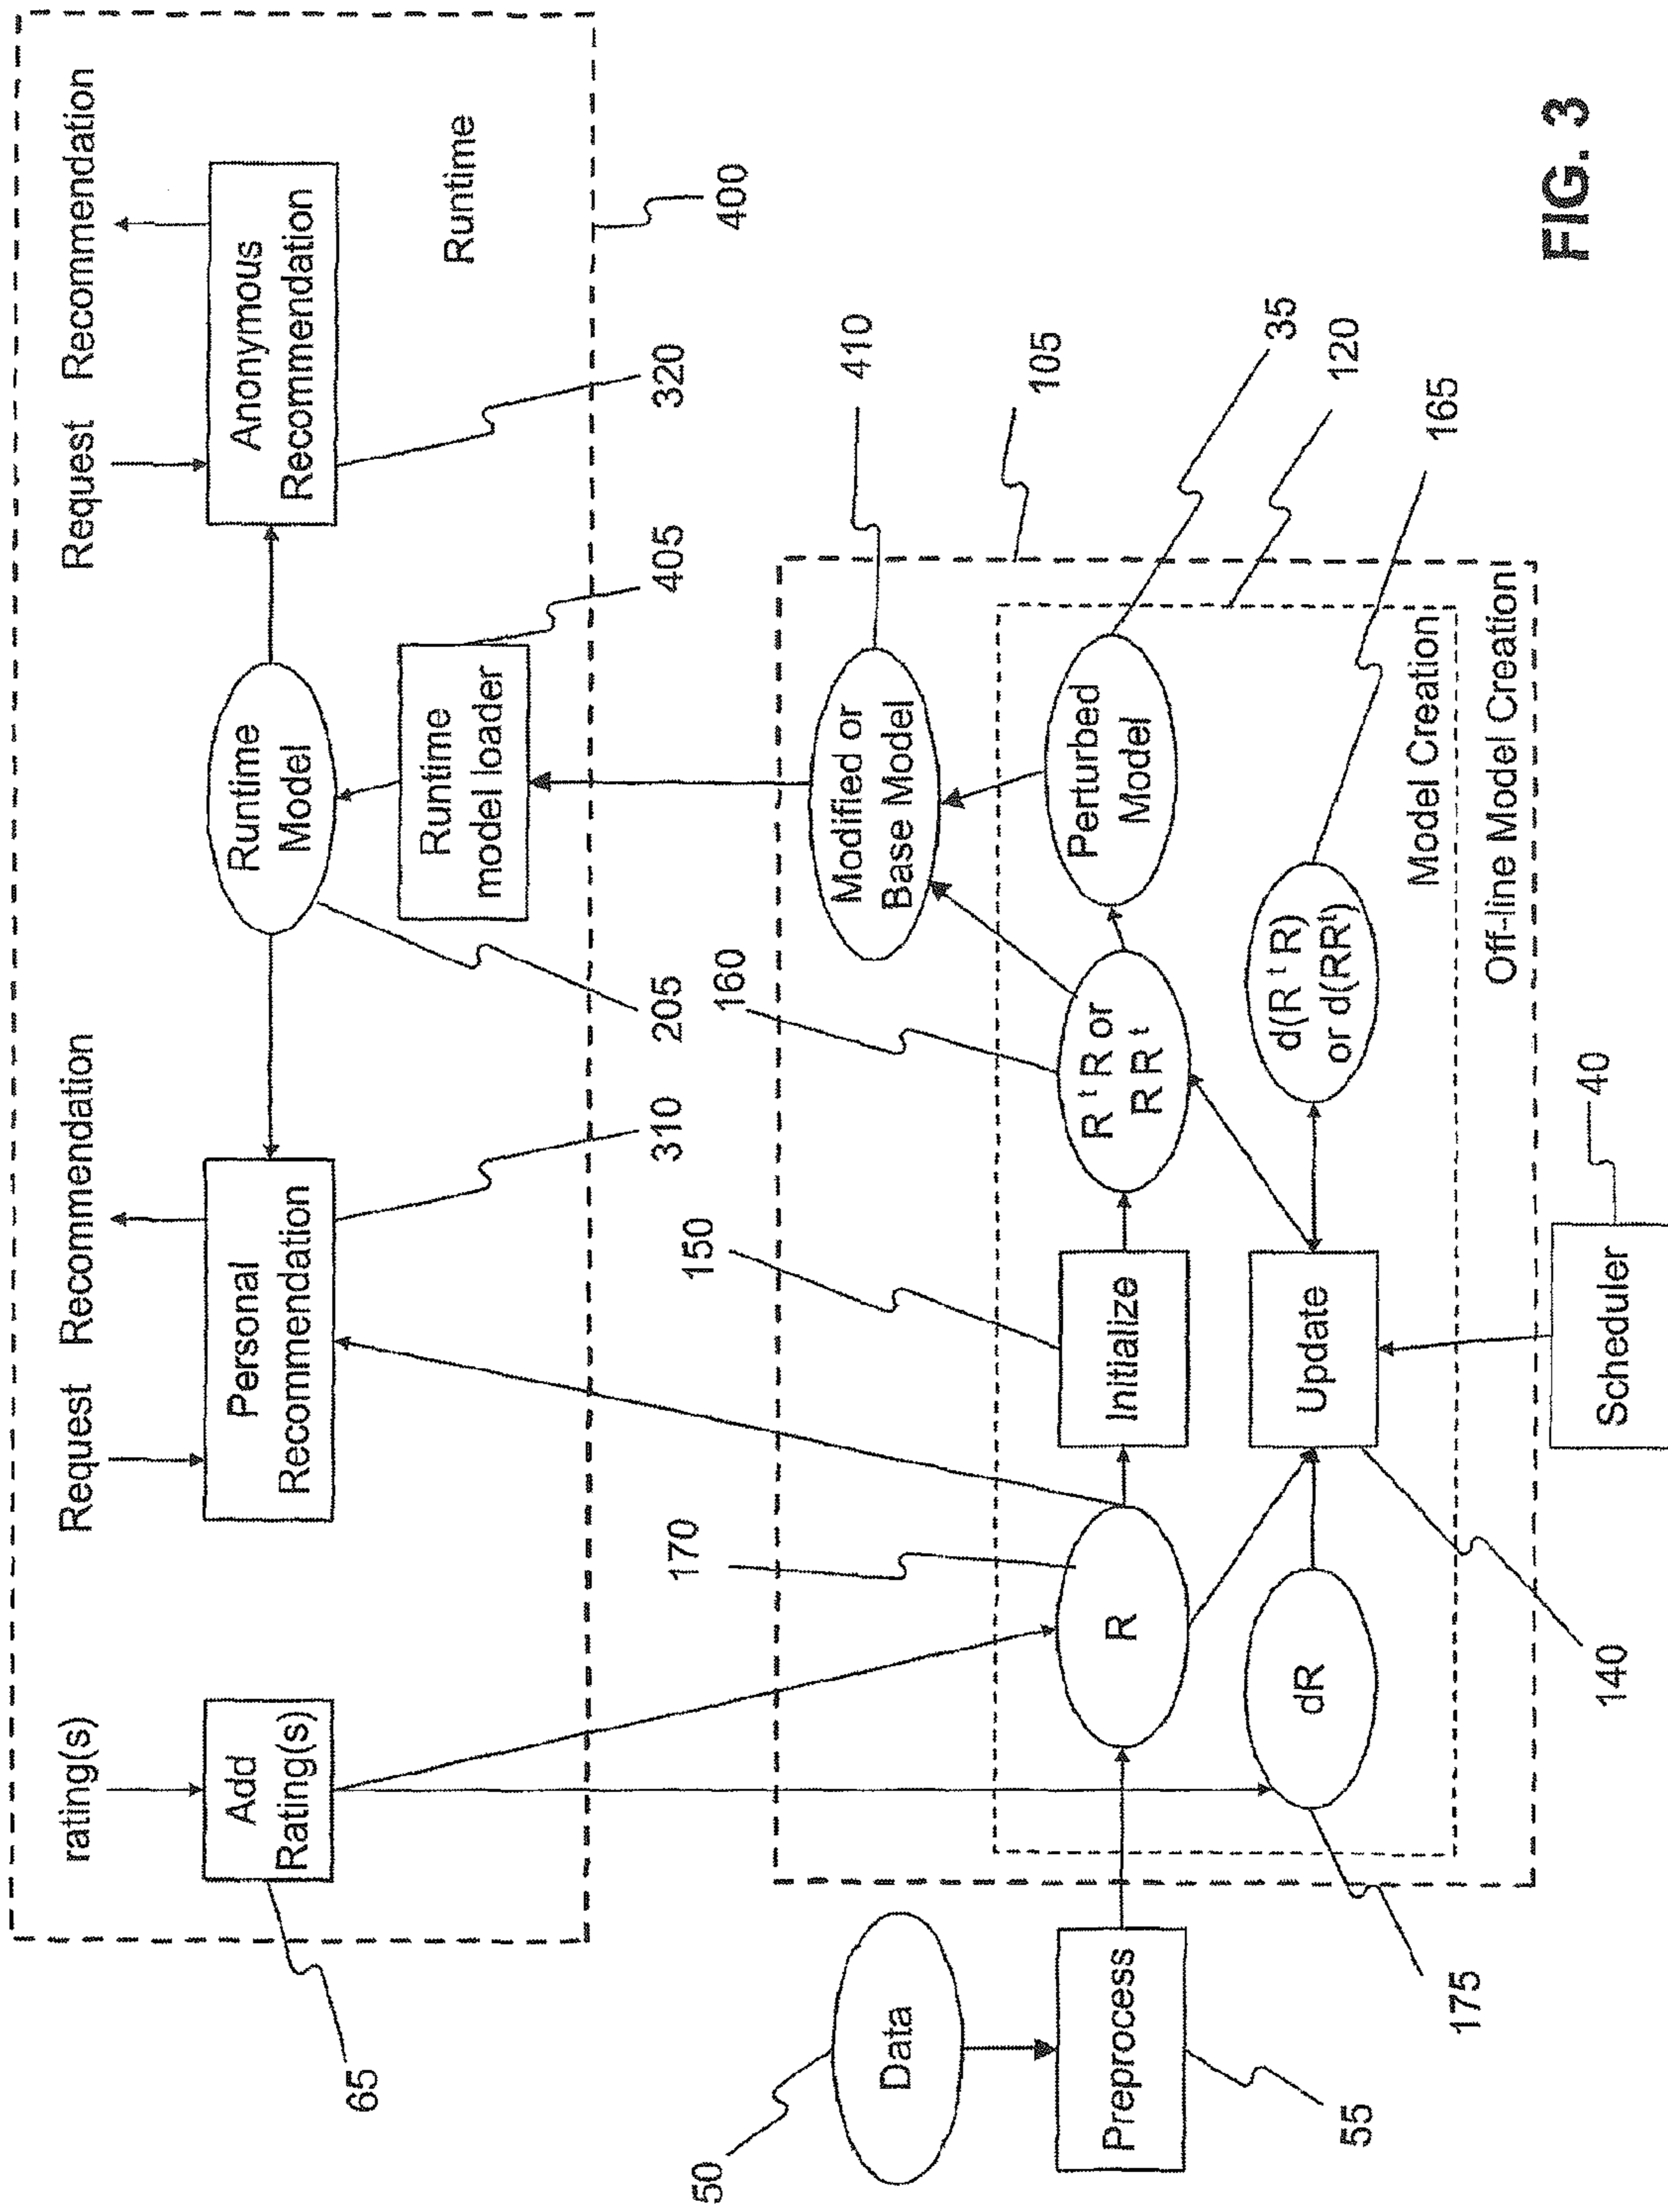 rating(s)
Request
Recommendation
Request
Recommendation
Add
Rating(s)
Personal
Recommendation
Runtime
Model
Anonymous
Recommendation
65
310
205
Runtime
model loader
405
320
Runtime
400
50
Data
Preprocess
55
170
R
150
Initialize
160
R t R or
R R t
Modified or
Base Model
410
Perturbed
Model
105
35
120
165
dR
175
Update
140
d(R t R)
or d(RRt)
Model Creation
Off-line Model Creation
Scheduler
40
FIG. 3